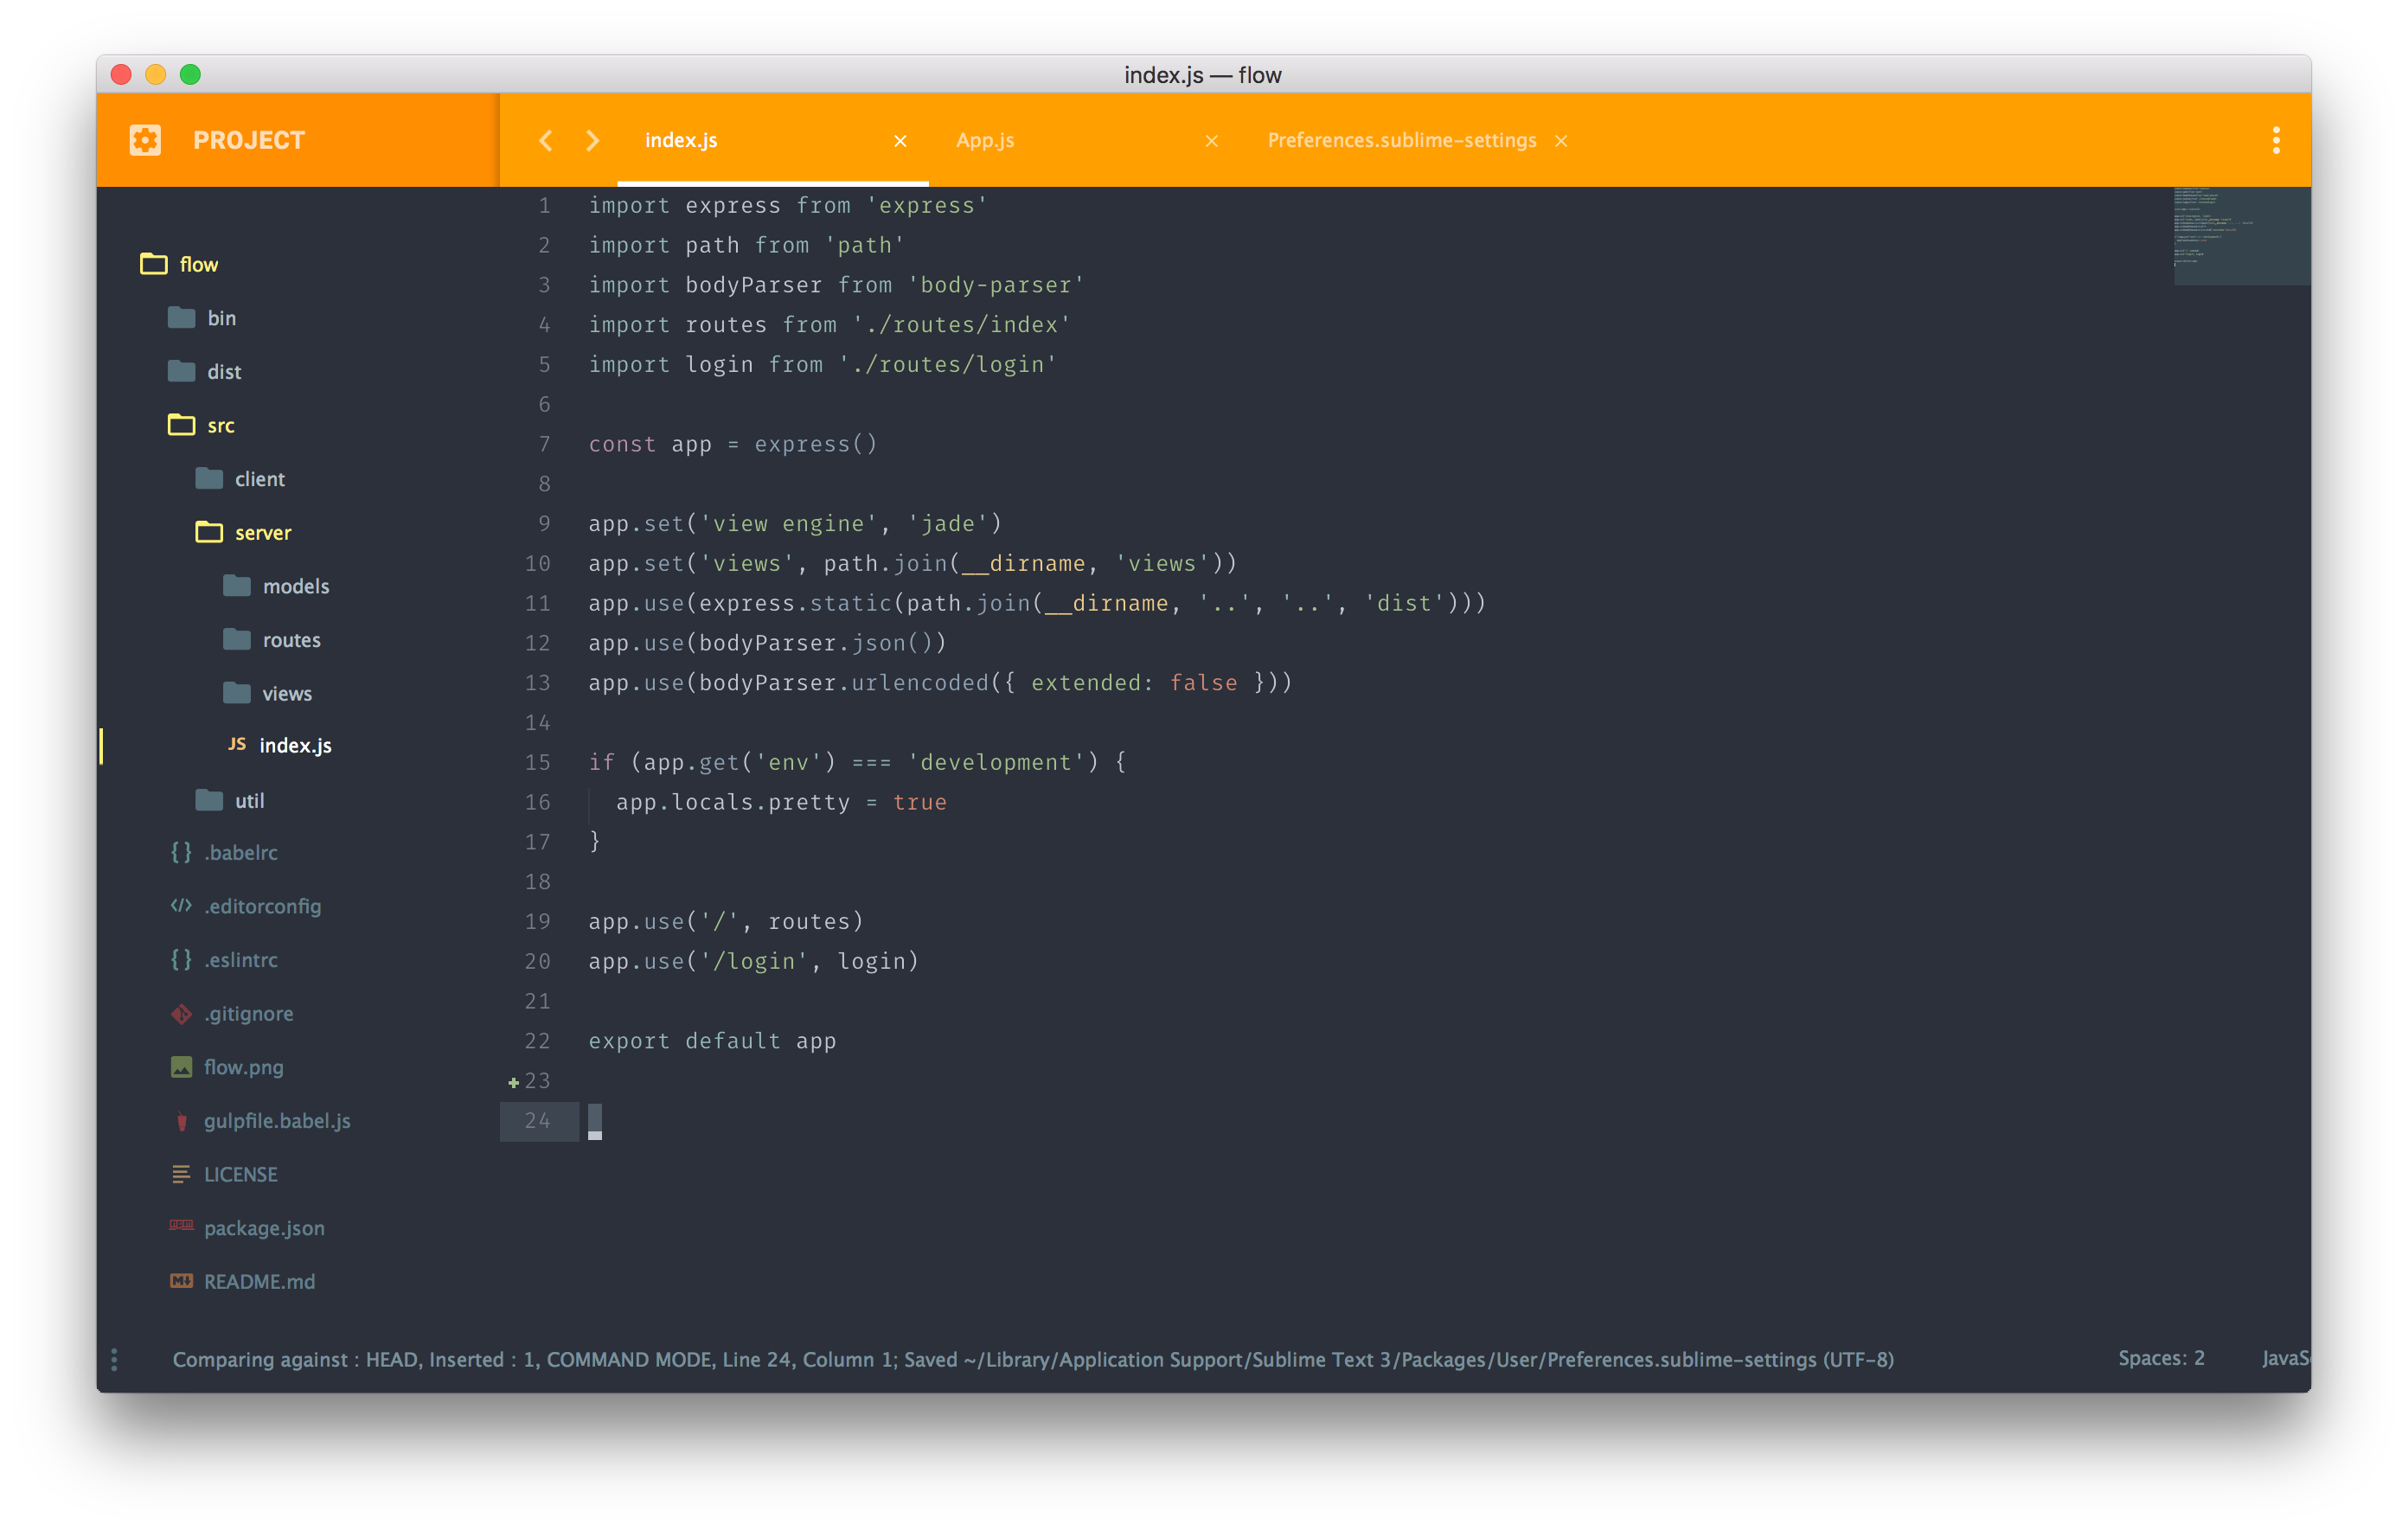 index.js — flow
PROJECT
index.js
App.js
Preferences.sublime-settings
flow
bin
dist
src
client
server
models
routes
views
JS index.js
util
{ } .babelrc
</> .editorconfig
{ } .eslintrc
.gitignore
flow.png
gulpfile.babel.js
LICENSE
package.json
README.md
1 import express from 'express'
2 import path from 'path'
3 import bodyParser from 'body-parser'
4 import routes from './routes/index'
5 import login from './routes/login'
6
7 const app = express()
8
9 app.set('view engine', 'jade')
10 app.set('views', path.join(__dirname, 'views'))
11 app.use(express.static(path.join(__dirname, '..', '..', 'dist')))
12 app.use(bodyParser.json())
13 app.use(bodyParser.urlencoded({ extended: false }))
14
15 if (app.get('env') === 'development') {
16   app.locals.pretty = true
17 }
18
19 app.use('/', routes)
20 app.use('/login', login)
21
22 export default app
23
24
Comparing against : HEAD, Inserted : 1, COMMAND MODE, Line 24, Column 1; Saved ~/Library/Application Support/Sublime Text 3/Packages/User/Preferences.sublime-settings (UTF-8)
Spaces: 2
JavaS